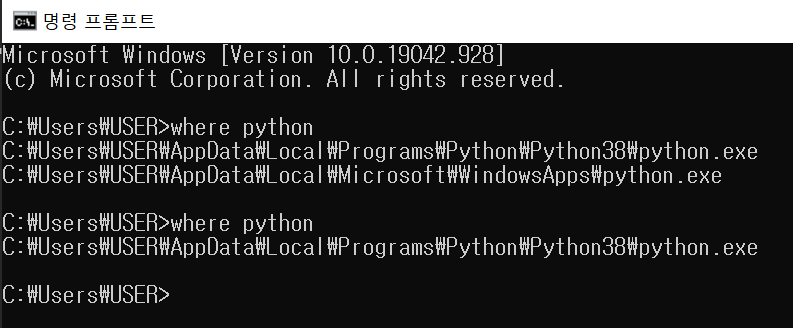 명령 프롬프트
Microsoft Windows [Version 10.0.19042.928]
(c) Microsoft Corporation. All rights reserved.
C:₩Users₩USER>where python
C:₩Users₩USER₩AppData₩Local₩Programs₩Python₩Python38₩python.exe
C:₩Users₩USER₩AppData₩Local₩Microsoft₩WindowsApps₩python.exe
C:₩Users₩USER>where python
C:₩Users₩USER₩AppData₩Local₩Programs₩Python₩Python38₩python.exe
C:₩Users₩USER>